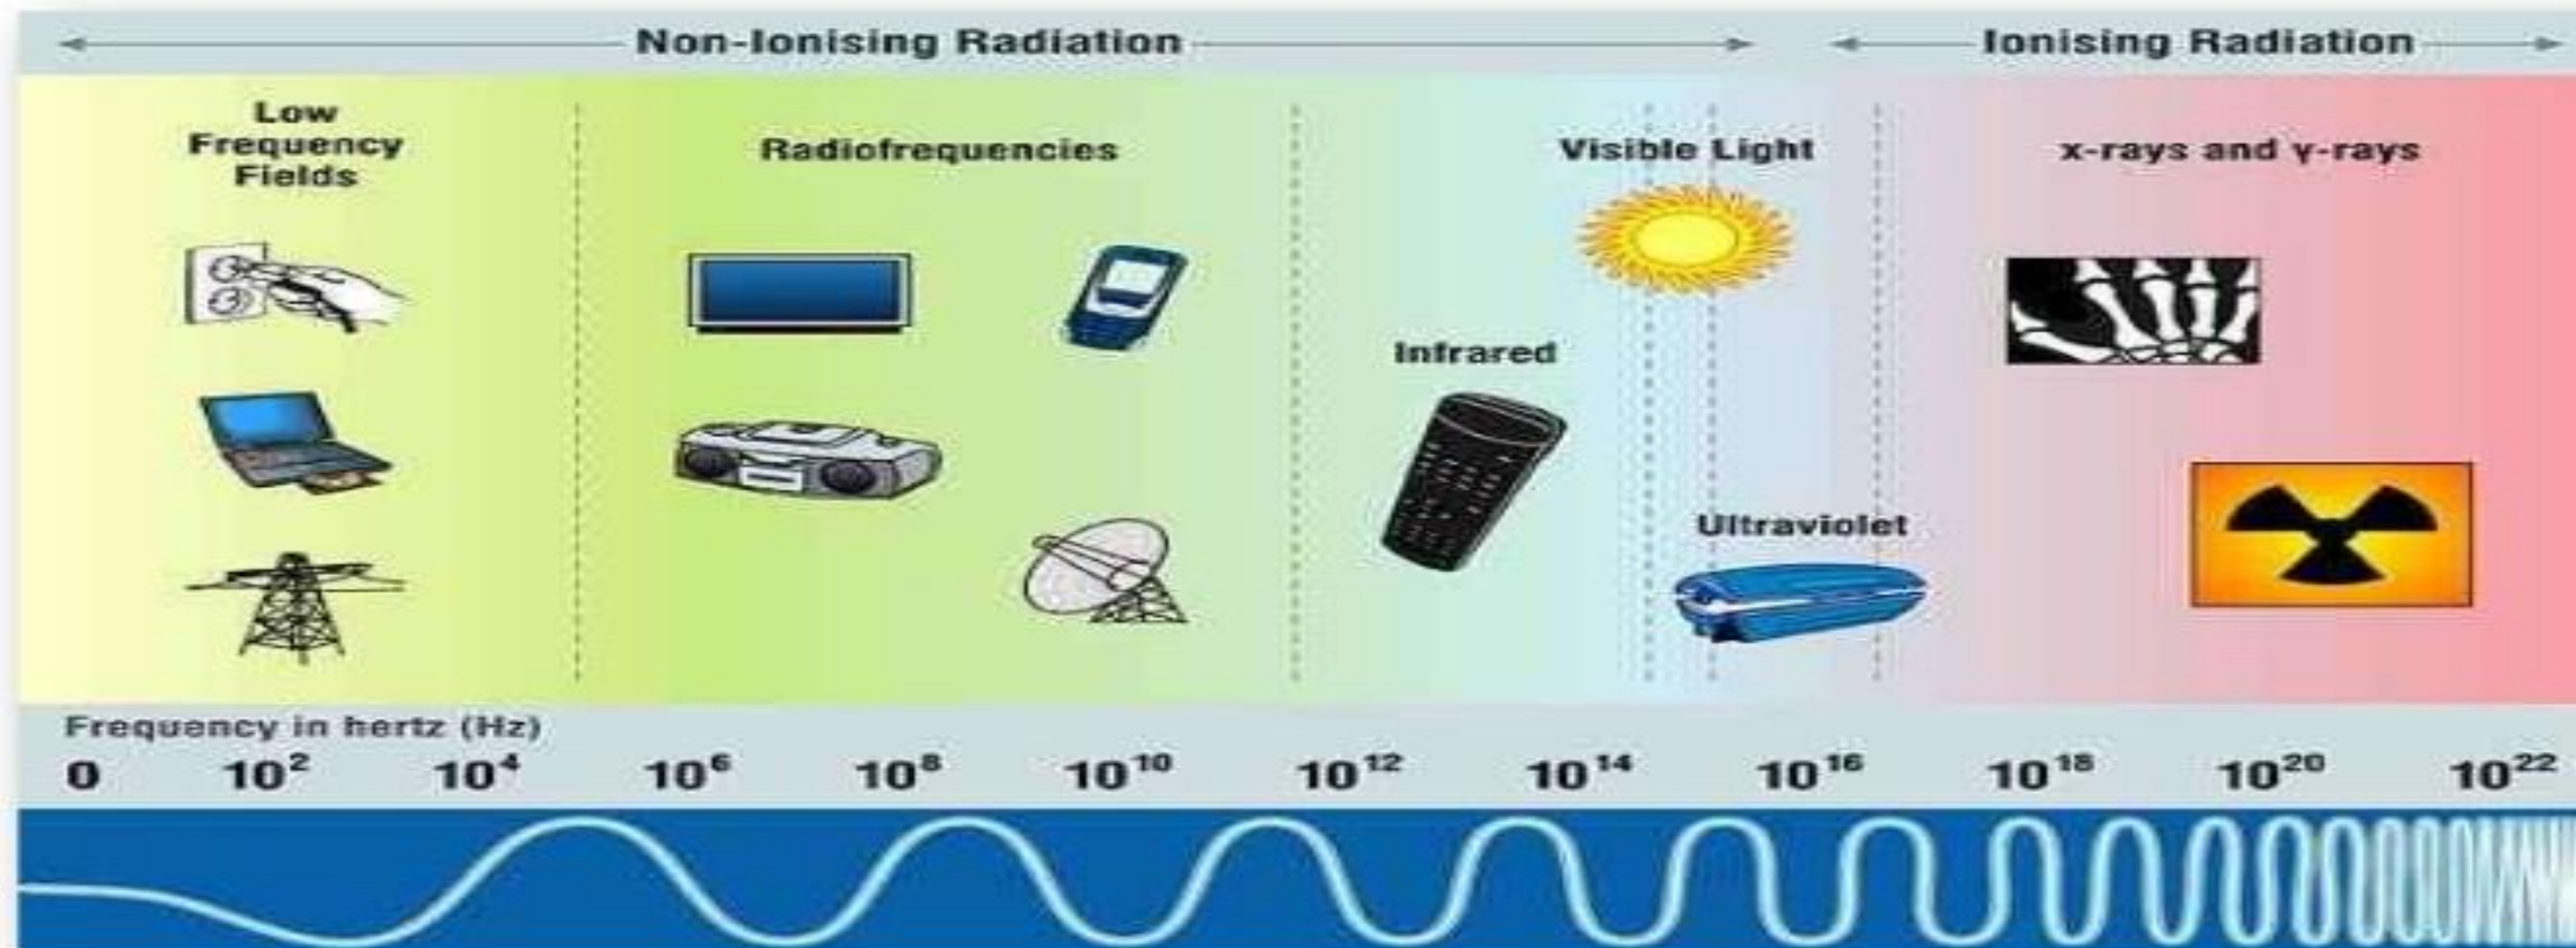 Non-Ionising Radiation
Ionising Radiation
Low
Frequency
Fields
Radiofrequencies
Visible Light
x-rays and γ-rays
Infrared
Ultraviolet
Frequency in hertz (Hz)
0 10² 10⁴ 10⁶ 10⁸ 10¹⁰ 10¹² 10¹⁴ 10¹⁶ 10¹⁸ 10²⁰ 10²²